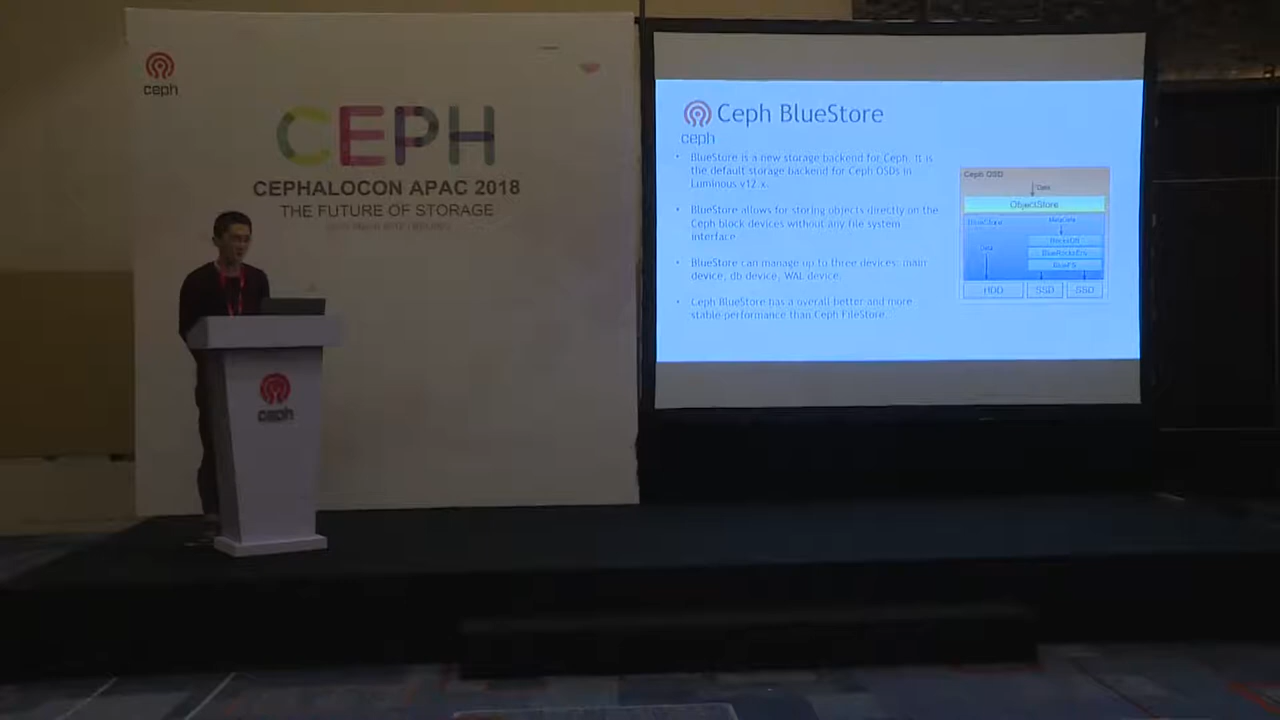 ceph
CEPH
CEPHALOCON APAC 2018
THE FUTURE OF STORAGE
ceph
Ceph BlueStore
ceph
• BlueStore is a new storage backend for Ceph. It is
the default storage backend for Ceph OSDs in
Luminous v12.x.
• BlueStore allows for storing objects directly on the
Ceph block devices without any file system
interface.
• BlueStore can manage up to three devices: main
device, db device, WAL device.
• Ceph BlueStore has a overall better and more
stable performance than Ceph FileStore.
Ceph OSD
Data
ObjectStore
BlueStore
MetaData
Data
RocksDB
BlueRocksEnv
BlueFS
HDD
SSD
SSD